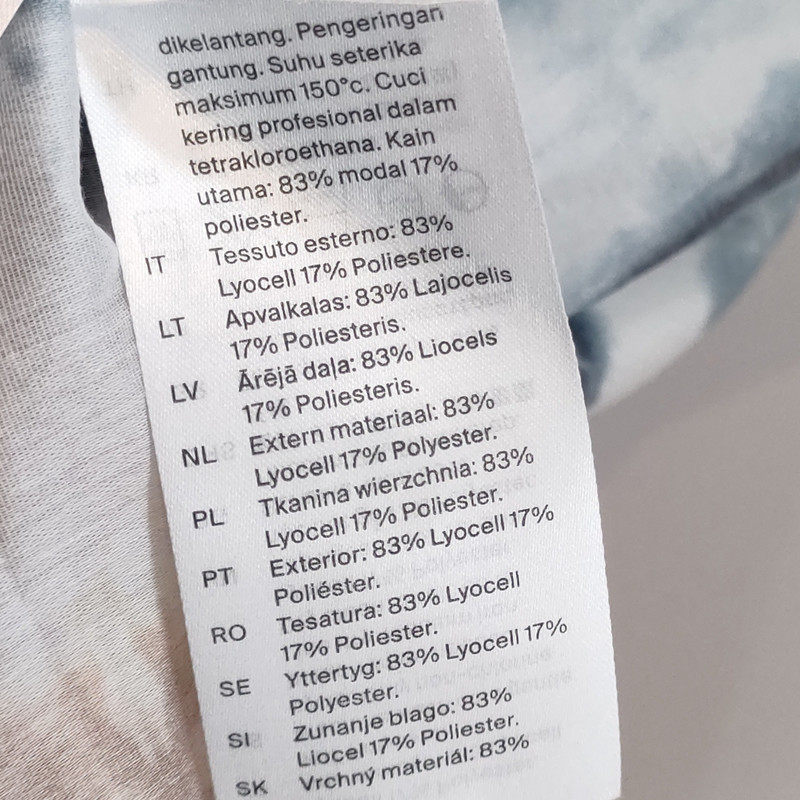 dikelantang. Pengeringan
gantung. Suhu seterika
maksimum 150°c. Cuci
kering profesional dalam
tetrakloroethana. Kain
utama: 83% modal 17%
poliester.
IT Tessuto esterno: 83%
Lyocell 17% Poliestere.
LT Apvalkalas: 83% Lajocelis
17% Poliesteris.
LV Ārējā daļa: 83% Liocels
17% Poliesteris.
NL Extern materiaal: 83%
Lyocell 17% Polyester.
PL Tkanina wierzchnia: 83%
Lyocell 17% Poliester.
PT Exterior: 83% Lyocell 17%
Poliéster.
RO Tesatura: 83% Lyocell
17% Poliester.
SE Yttertyg: 83% Lyocell 17%
Polyester.
SI Zunanje blago: 83%
Liocel 17% Poliester.
SK Vrchný materiál: 83%